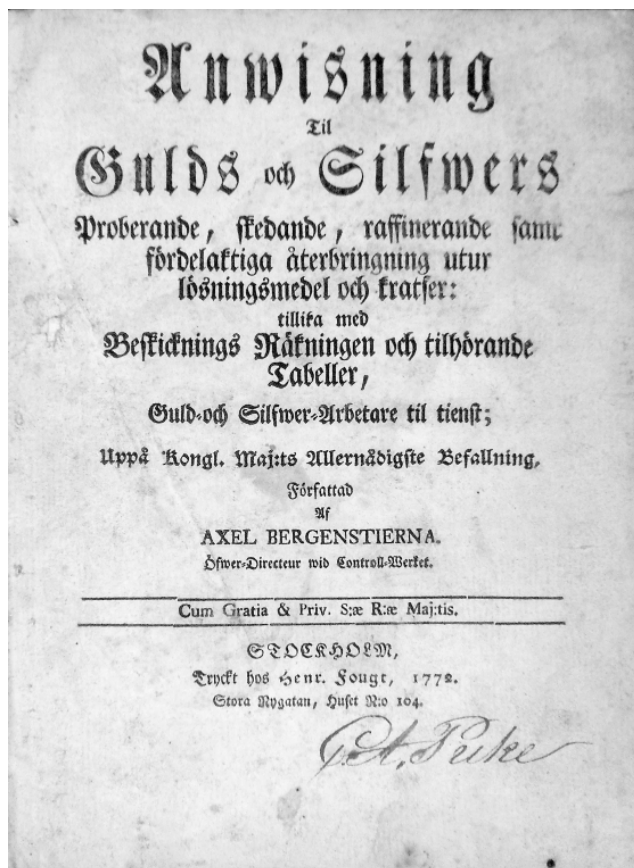 Anwisning
Til
Gulds och Silfwers
Proberande, skedande, raffinerande samt
fördelaktiga återbringning utur
lösningsmedel och kratser:
tillika med
Beskicknings Räkningen och tilhörande
Tabeller,
Guld-och Silfwer-Arbetare til tienst;
Uppå Kongl. Maj:ts Allernådigste Befallning,
Författad
Af
AXEL BERGENSTIERNA.
Öfwer-Directeur wid Controll-Werket.
Cum Gratia & Priv. S:æ R:æ Maj:tis.
STOCKHOLM,
Tryckt hos Henr. Fougt, 1772.
Stora Nygatan, Huset N:o 104.
A. Puke